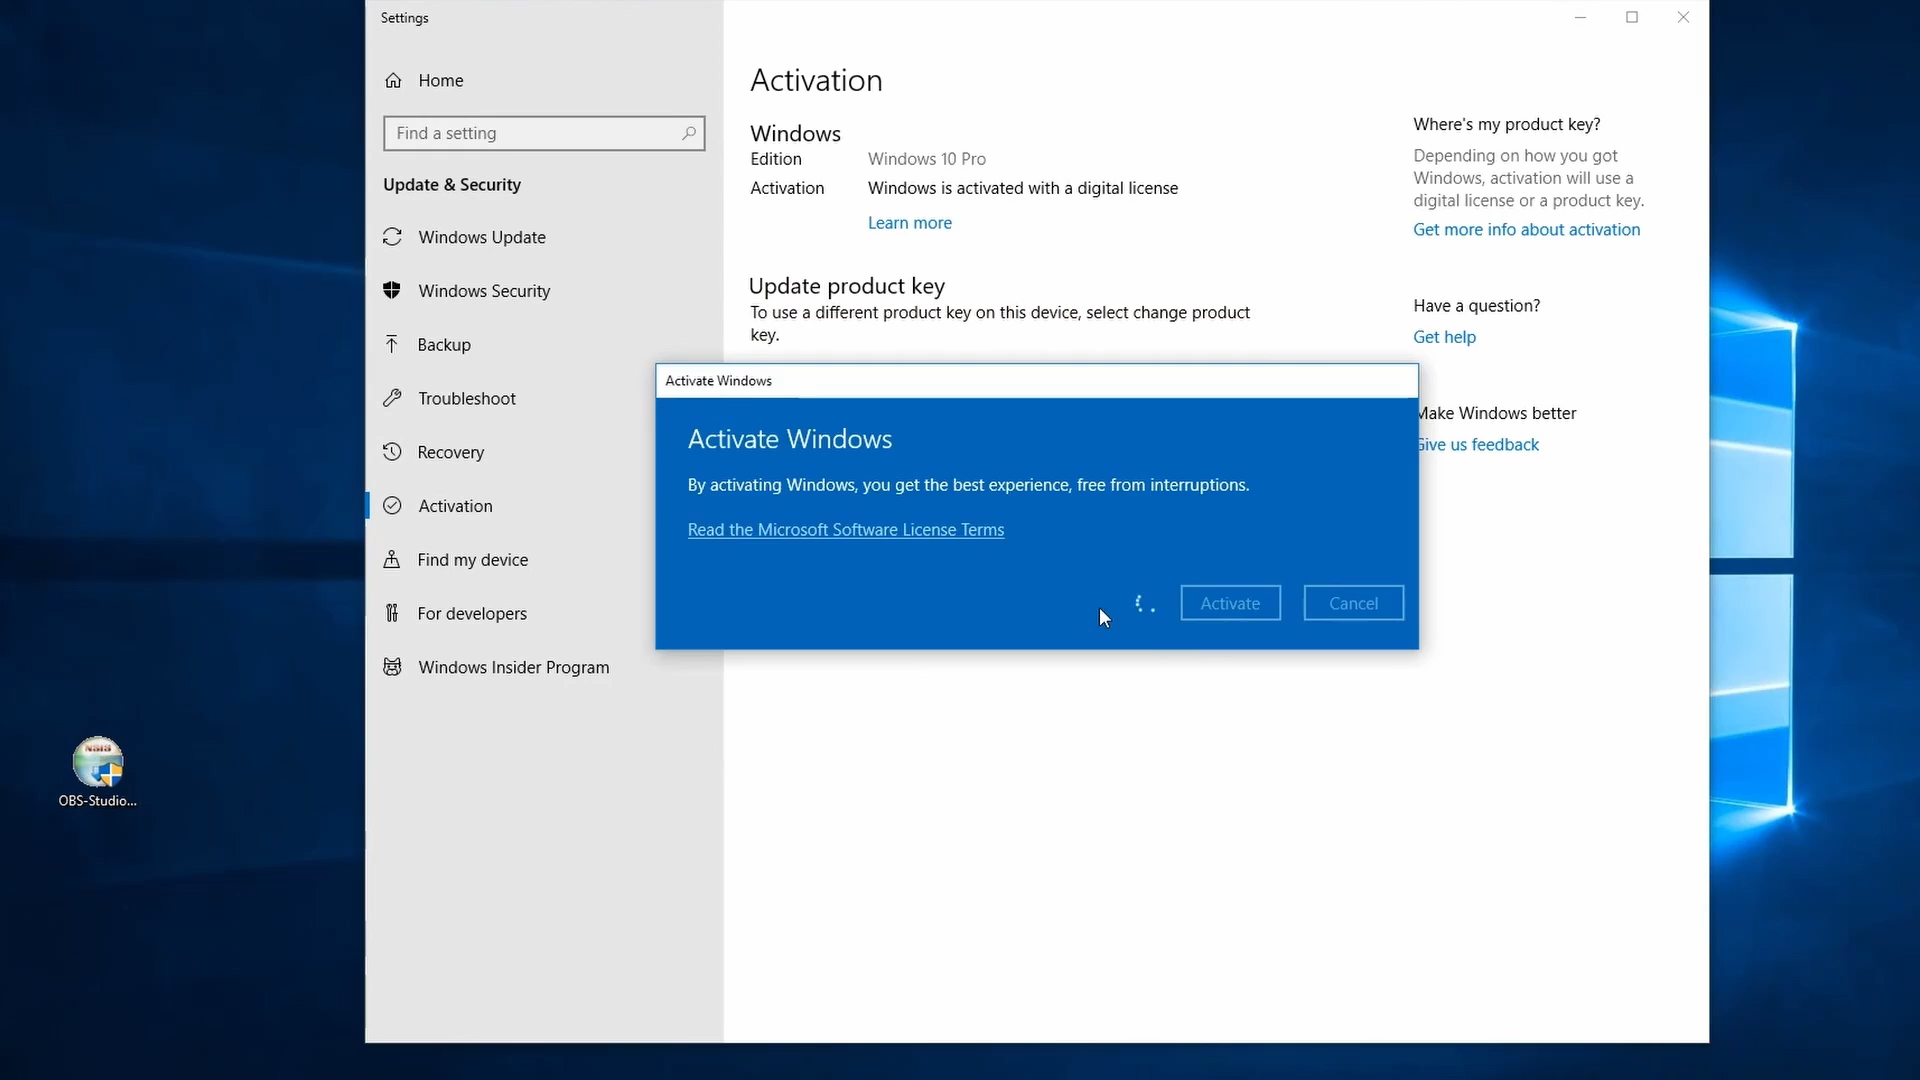 Settings
Home
Find a setting
Update & Security
Windows Update
Windows Security
Backup
Troubleshoot
Recovery
Activation
Find my device
For developers
Windows Insider Program
Activation
Windows
Edition Windows 10 Pro
Activation Windows is activated with a digital license
Learn more
Update product key
To use a different product key on this device, select change product
key.
Where's my product key?
Depending on how you got
Windows, activation will use a
digital license or a product key.
Get more info about activation
Have a question?
Get help
Make Windows better
Give us feedback
Activate Windows
Activate Windows
By activating Windows, you get the best experience, free from interruptions.
Read the Microsoft Software License Terms
Activate Cancel
NSIS
OBS-Studio...